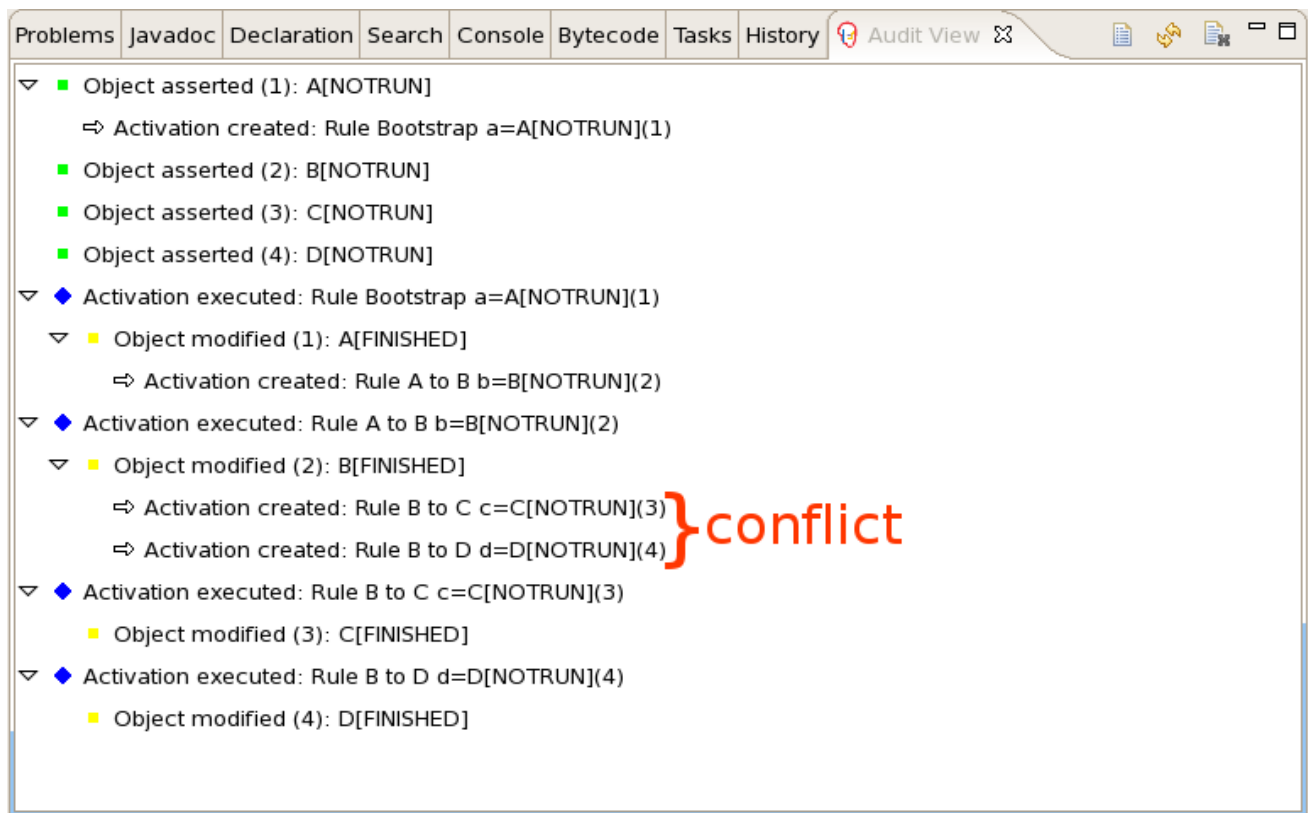 Problems Javadoc Declaration Search Console Bytecode Tasks History Audit View
Object asserted (1): A[NOTRUN]
Activation created: Rule Bootstrap a=A[NOTRUN](1)
Object asserted (2): B[NOTRUN]
Object asserted (3): C[NOTRUN]
Object asserted (4): D[NOTRUN]
Activation executed: Rule Bootstrap a=A[NOTRUN](1)
Object modified (1): A[FINISHED]
Activation created: Rule A to B b=B[NOTRUN](2)
Activation executed: Rule A to B b=B[NOTRUN](2)
Object modified (2): B[FINISHED]
Activation created: Rule B to C c=C[NOTRUN](3)
Activation created: Rule B to D d=D[NOTRUN](4)
} conflict
Activation executed: Rule B to C c=C[NOTRUN](3)
Object modified (3): C[FINISHED]
Activation executed: Rule B to D d=D[NOTRUN](4)
Object modified (4): D[FINISHED]